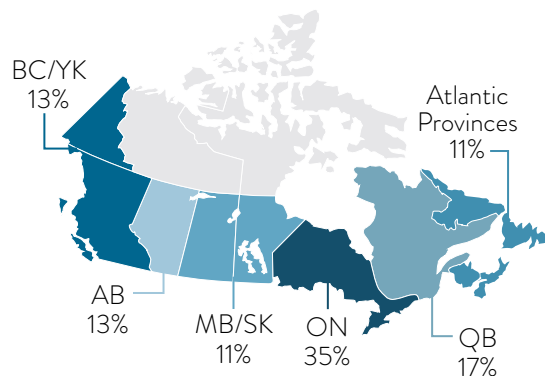 BC/YK
13%
Atlantic
Provinces
11%
AB
13%
MB/SK
11%
ON
35%
QB
17%